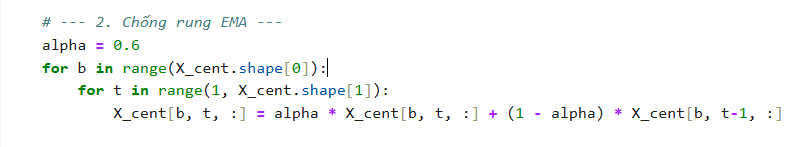 # --- 2. Chống rung EMA ---
alpha = 0.6
for b in range(X_cent.shape[0]):
    for t in range(1, X_cent.shape[1]):
        X_cent[b, t, :] = alpha * X_cent[b, t, :] + (1 - alpha) * X_cent[b, t-1, :]